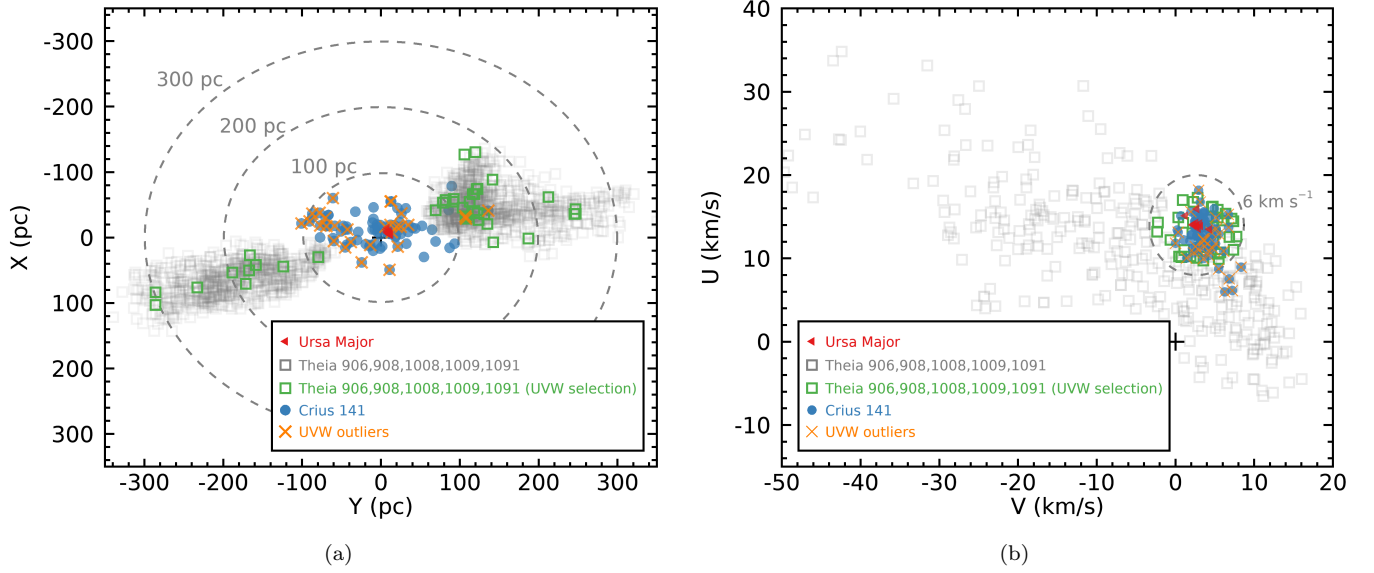 -300
-200
-100
0
100
200
300
X (pc)
-300 -200 -100 0 100 200 300
Y (pc)
300 pc
200 pc
100 pc
Ursa Major
Theia 906,908,1008,1009,1091
Theia 906,908,1008,1009,1091 (UVW selection)
Crius 141
UVW outliers
(a)
40
30
20
10
0
-10
U (km/s)
-50 -40 -30 -20 -10 0 10 20
V (km/s)
6 km s⁻¹
Ursa Major
Theia 906,908,1008,1009,1091
Theia 906,908,1008,1009,1091 (UVW selection)
Crius 141
UVW outliers
(b)